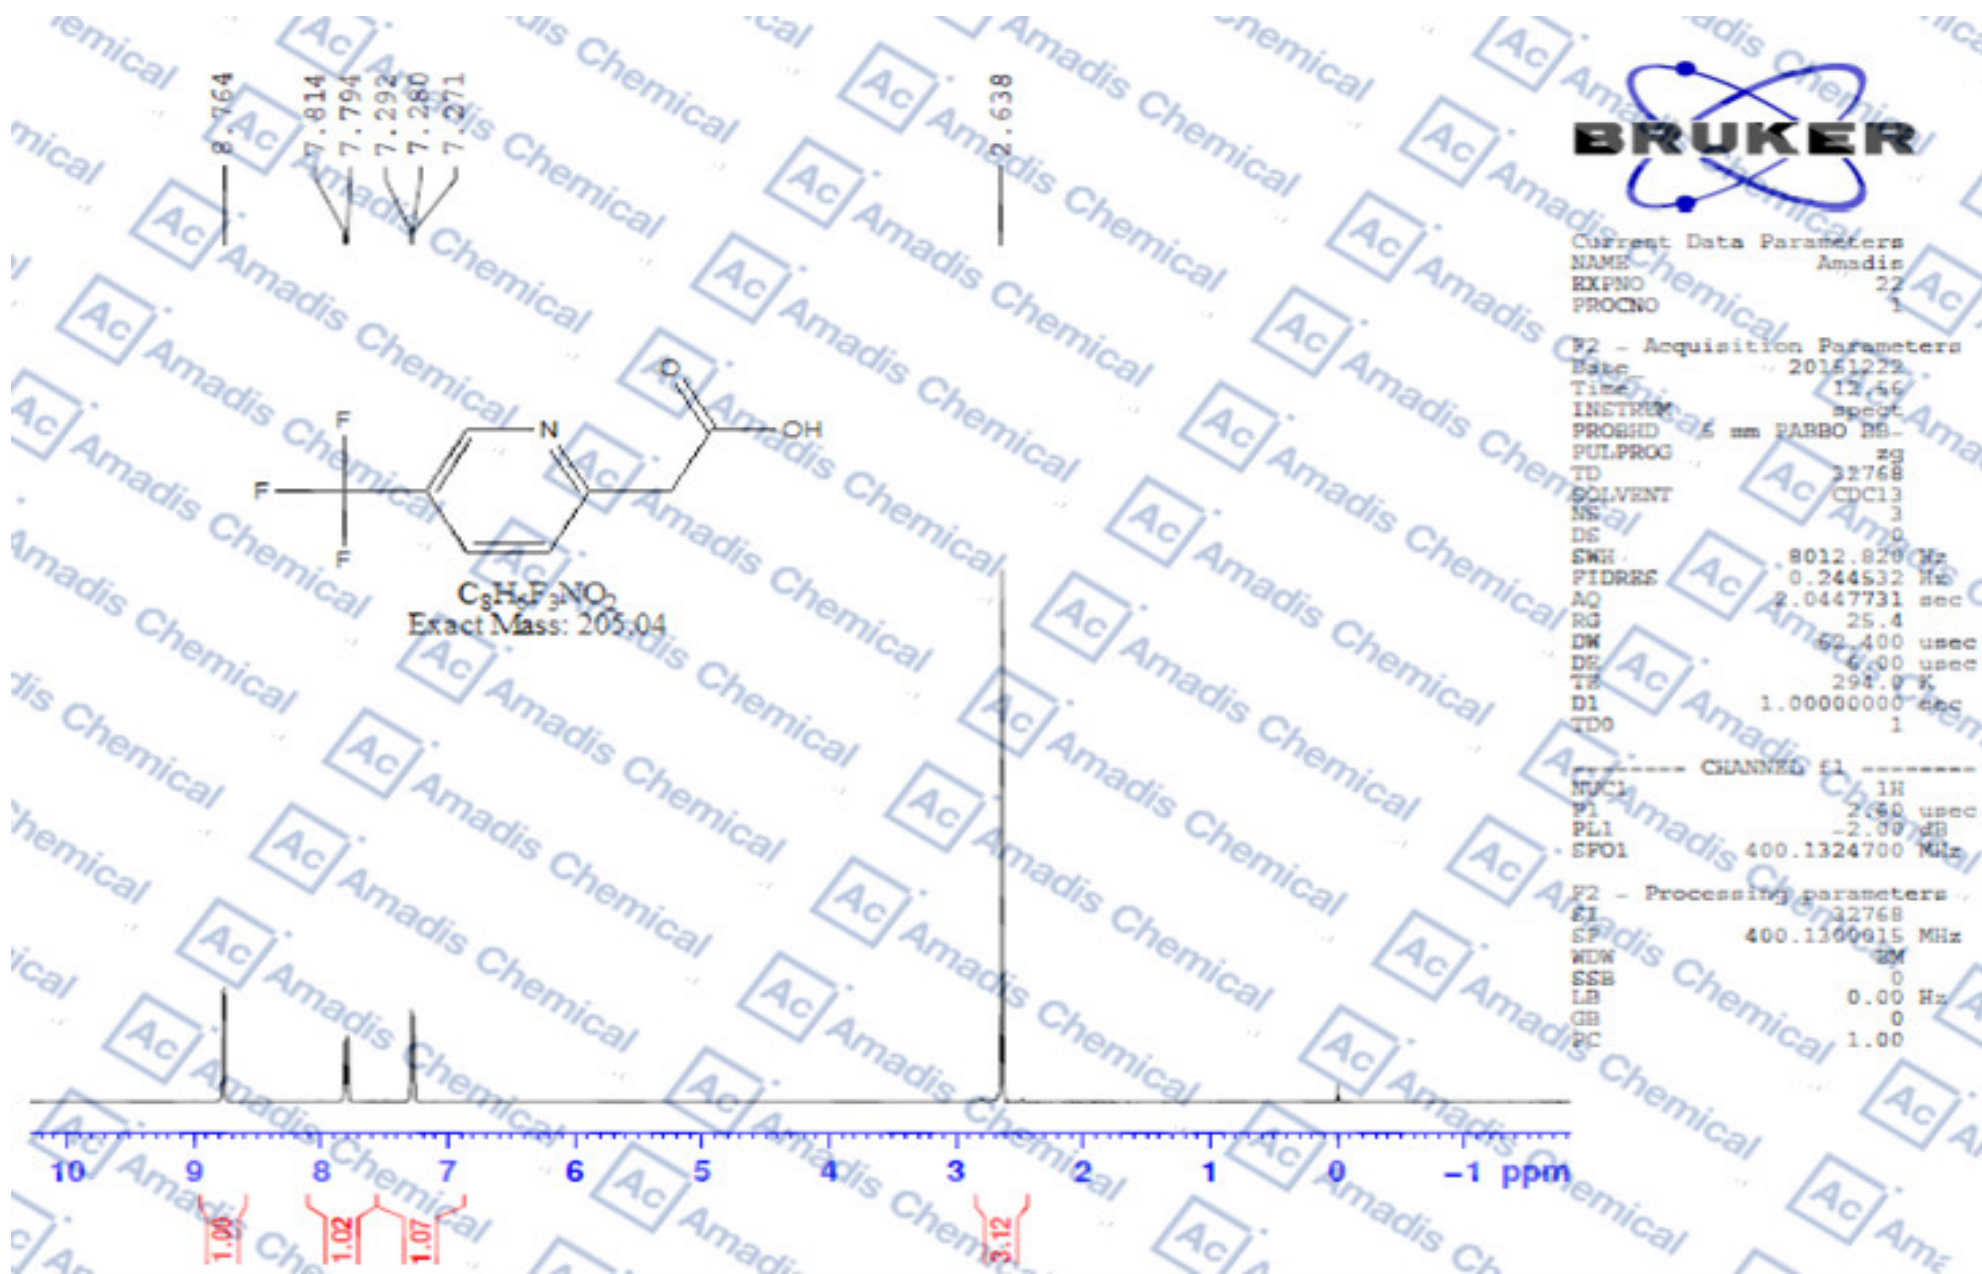 8.764
7.814
7.794
7.292
7.280
7.271
2.638
BRUKER
Current Data Parameters
NAME Amadis
EXPNO 22
PROCNO 1
F2 - Acquisition Parameters
Time
INSTRUM spect
PROBHD 5 mm PABBO BB-
PULPROG zg
TD 32768
SOLVENT CDCl3
NS 3
DS 0
SWH 8012.820 Hz
FIDRES 0.244532 Hz
AQ 2.0447731 sec
RG 25.4
DW 62.400 usec
DE 6.00 usec
TE 294.0 K
D1 1.00000000 sec
TD0 1
-------- CHANNEL f1 --------
NUC1 1H
P1 2.60 usec
PL1 -2.00 dB
SFO1 400.1324700 MHz
F2 - Processing parameters
SI 32768
SF 400.1300015 MHz
WDW EM
SSB 0
LB 0.00 Hz
GB 0
PC 1.00
O
F N OH
F
F
C8H6F3NO2
Exact Mass: 205.04
10 9 8 7 6 5 4 3 2 1 0 -1 ppm
1.00
1.02
1.07
3.12
Ac Amadis Chemical